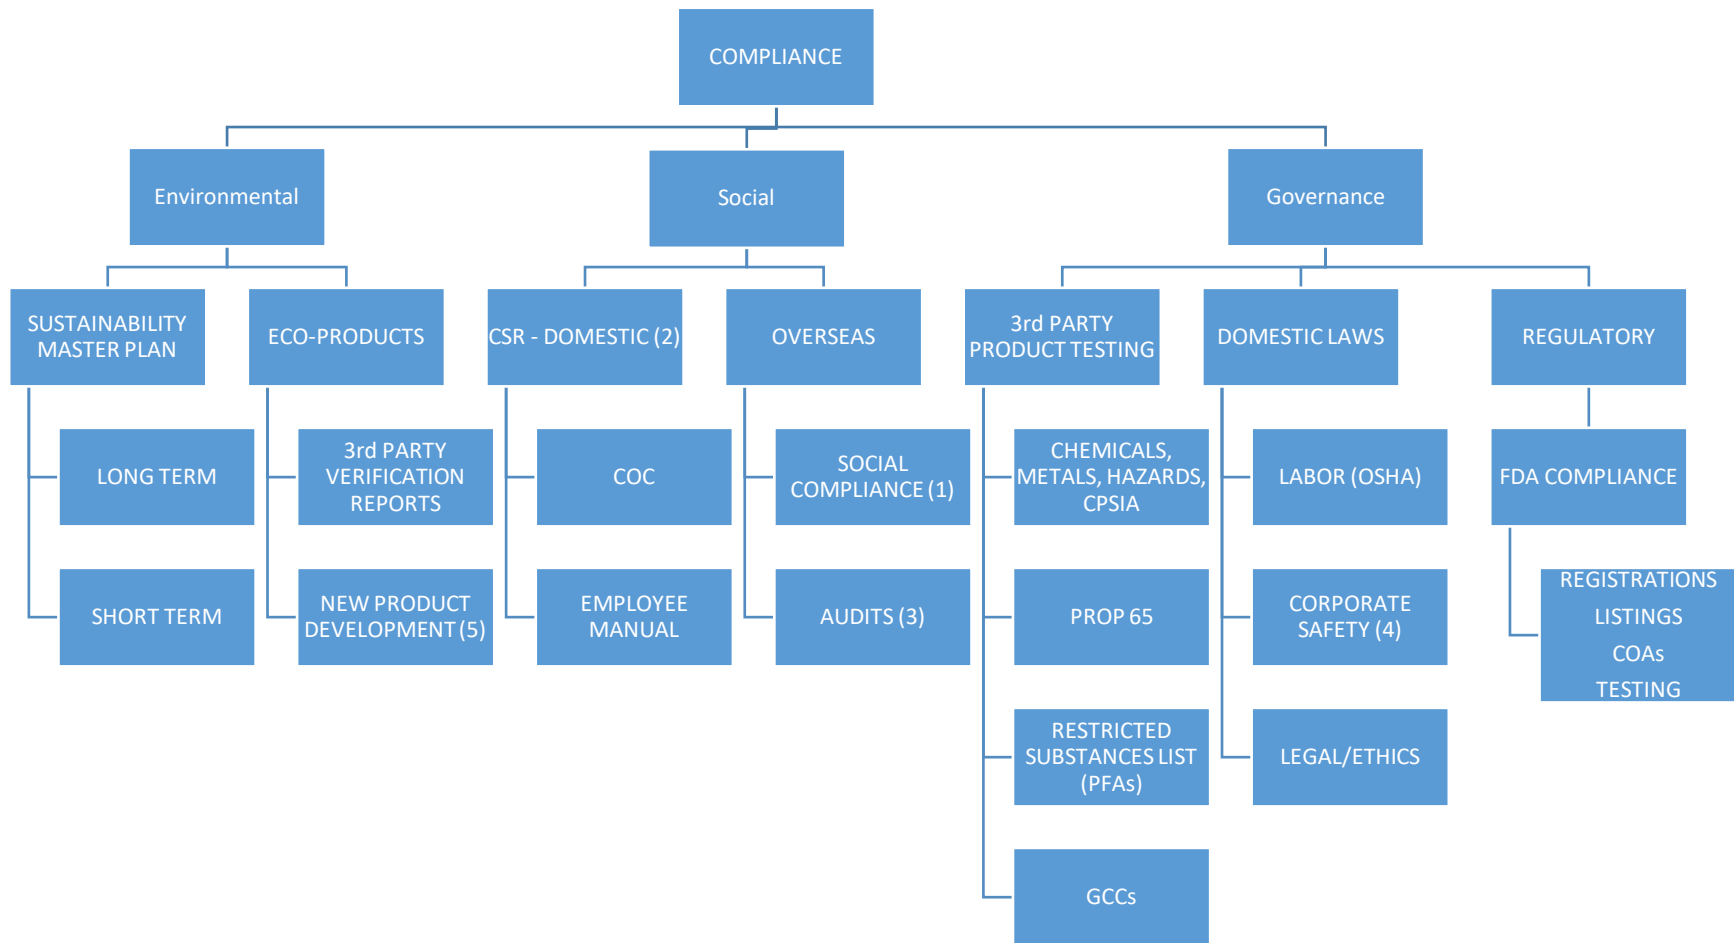 COMPLIANCE
Environmental
Social
Governance
SUSTAINABILITY
MASTER PLAN
ECO-PRODUCTS
CSR - DOMESTIC (2)
OVERSEAS
3rd PARTY
PRODUCT TESTING
DOMESTIC LAWS
REGULATORY
LONG TERM
3rd PARTY
VERIFICATION
REPORTS
COC
SOCIAL
COMPLIANCE (1)
CHEMICALS,
METALS, HAZARDS,
CPSIA
LABOR (OSHA)
FDA COMPLIANCE
SHORT TERM
NEW PRODUCT
DEVELOPMENT (5)
EMPLOYEE
MANUAL
AUDITS (3)
PROP 65
CORPORATE
SAFETY (4)
REGISTRATIONS
LISTINGS
COAs
TESTING
RESTRICTED
SUBSTANCES LIST
(PFAs)
LEGAL/ETHICS
GCCs